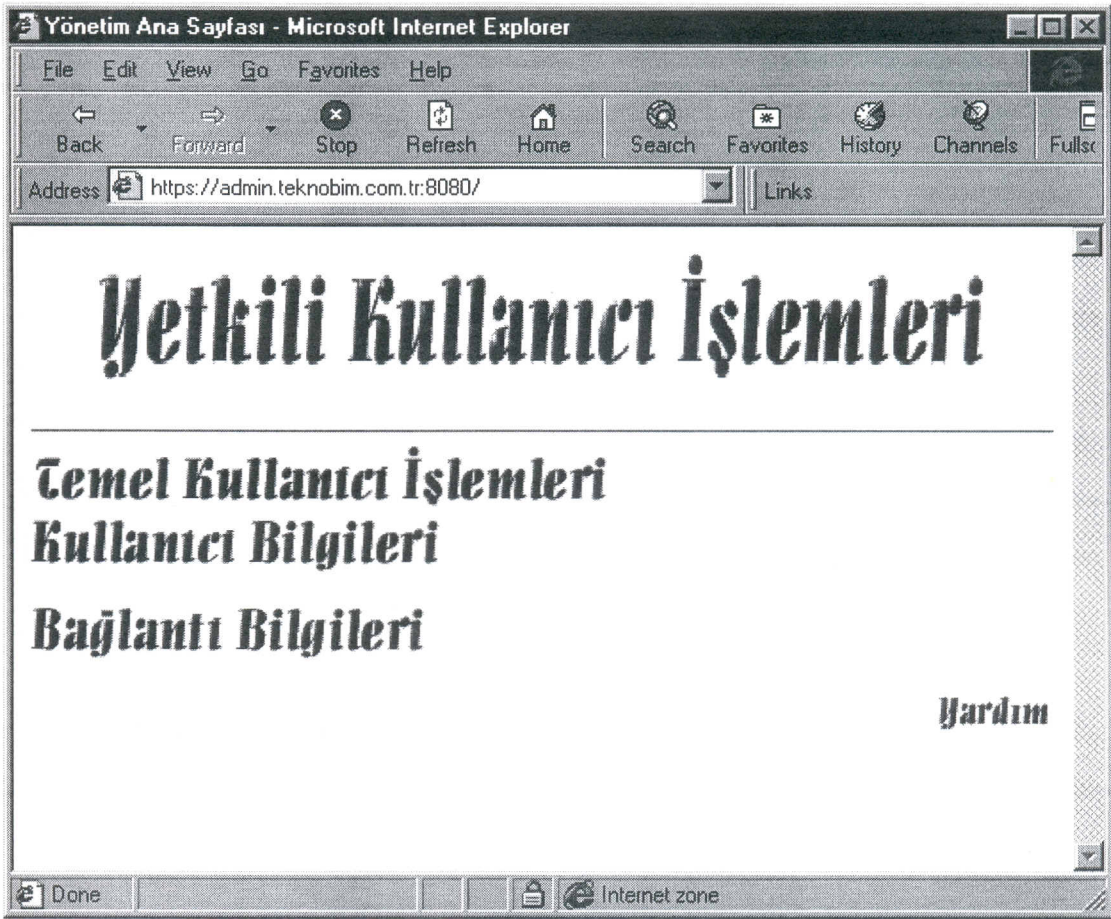 Yönetim Ana Sayfası - Microsoft Internet Explorer
File Edit View Go Favorites Help
Back Forward Stop Refresh Home Search Favorites History Channels Fullsc
Address https://admin.teknobim.com.tr:8080/ Links
Yetkili Kullanıcı İşlemleri
Temel Kullanıcı İşlemleri
Kullanıcı Bilgileri
Bağlantı Bilgileri
Yardım
Done Internet zone